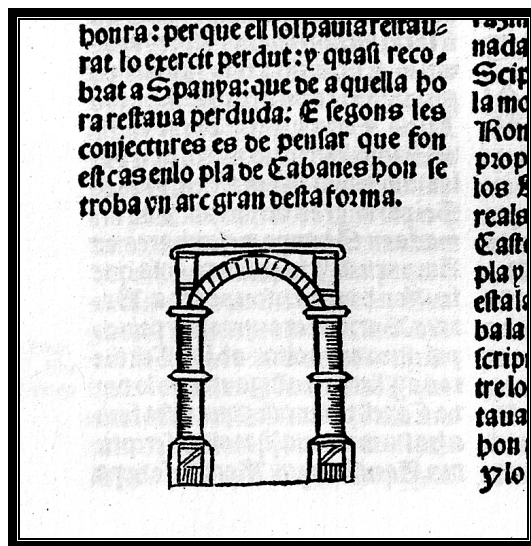 honra: per que ell sol hauia restau-
rat lo exercit perdut: y quasi reco-
brat a Spanya: que de aquella ho
ra restaua perduda: E segons les
conjectures es de pensar que fon
est cas enlo pla de Cabanes hon se
troba vn arc gran desta forma.
nada
Scip
la mo
Rom
prop
los
reals
Caste
pla y
esta la
ba la
scrip
tre lo
taua
hon
y lo